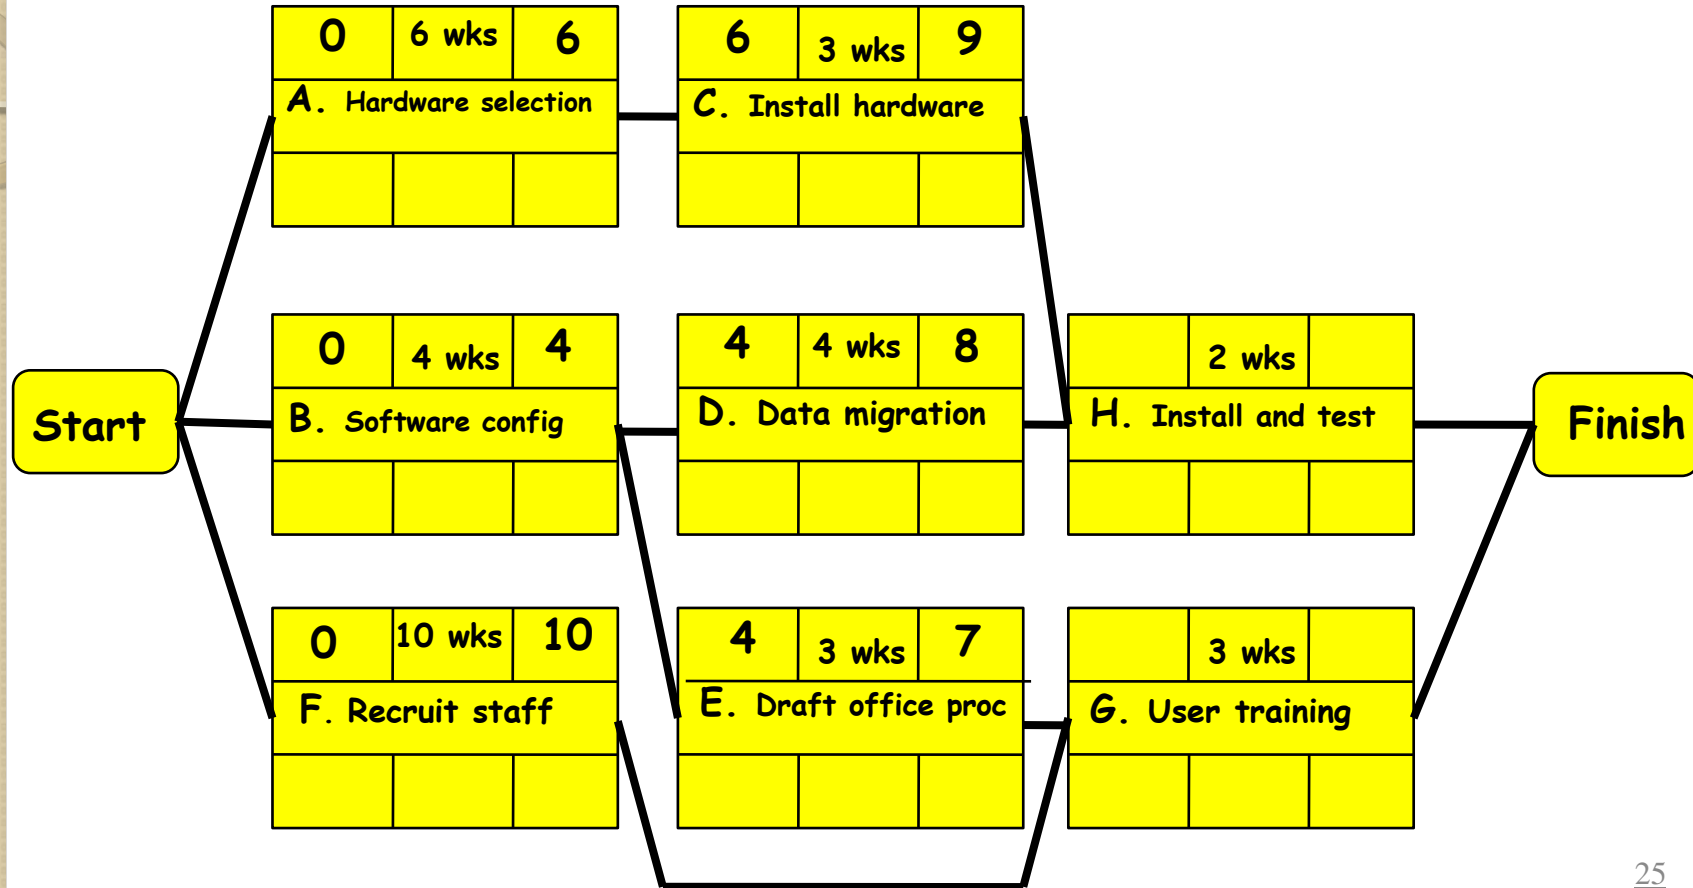 0 6 wks 6
A. Hardware selection
6 3 wks 9
C. Install hardware
0 4 wks 4
B. Software config
4 4 wks 8
D. Data migration
2 wks
H. Install and test
Start
Finish
0 10 wks 10
F. Recruit staff
4 3 wks 7
E. Draft office proc
3 wks
G. User training
25